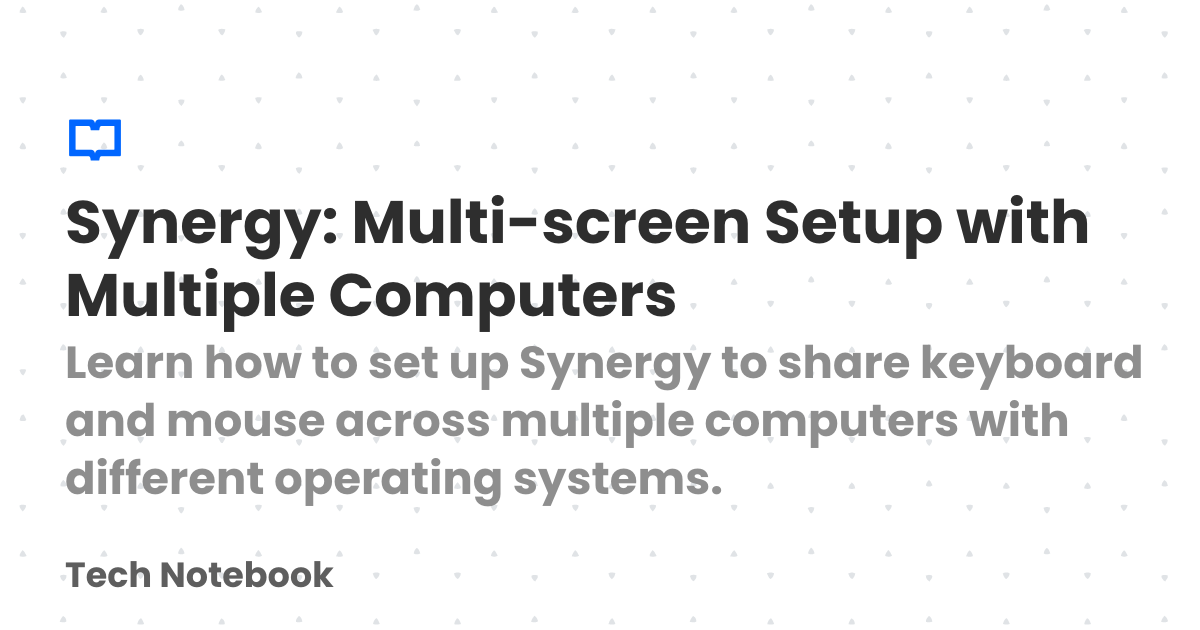 Synergy: Multi-screen Setup with
Multiple Computers
Learn how to set up Synergy to share keyboard
and mouse across multiple computers with
different operating systems.
Tech Notebook